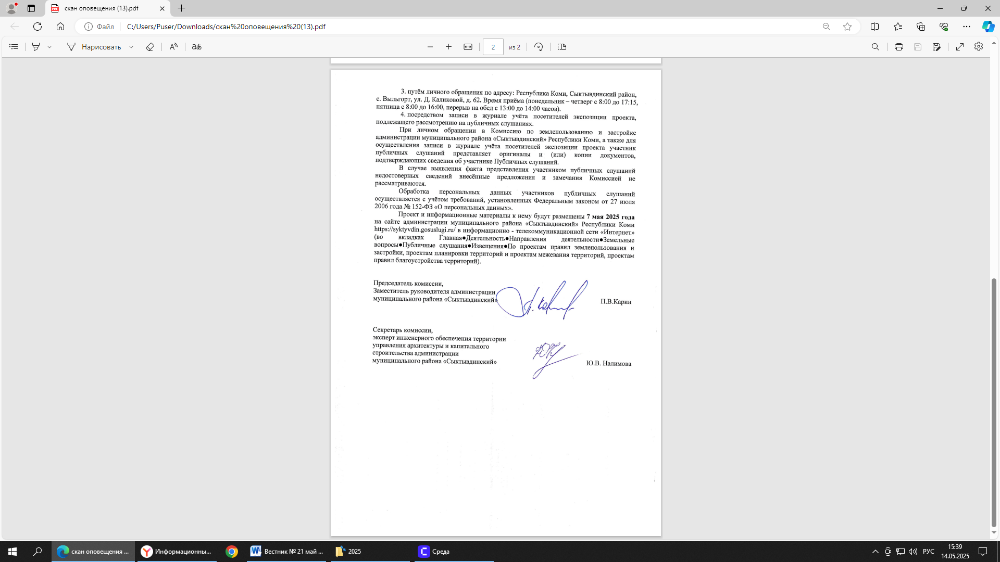 скан оповещения (13).pdf
Файл
C:/Users/Puser/Downloads/скан%20оповещения%20(13).pdf
Нарисовать
2
из 2
3. путём личного обращения по адресу: Республика Коми, Сыктывдинский район,
с. Выльгорт, ул. Д. Каликовой, д. 62. Время приёма (понедельник – четверг с 8:00 до 17:15,
пятница с 8:00 до 16:00, перерыв на обед с 13:00 до 14:00 часов).
4. посредством записи в журнале учёта посетителей экспозиции проекта,
подлежащего рассмотрению на публичных слушаниях.
При личном обращении в Комиссию по землепользованию и застройке
администрации муниципального района «Сыктывдинский» Республики Коми, а также для
осуществления записи в журнале учёта посетителей экспозиции проекта участник
публичных слушаний представляет оригиналы и (или) копии документов,
подтверждающих сведения об участнике Публичных слушаний.
В случае выявления факта представления участником публичных слушаний
недостоверных сведений внесённые предложения и замечания Комиссией не
рассматриваются.
Обработка персональных данных участников публичных слушаний
осуществляется с учётом требований, установленных Федеральным законом от 27 июля
2006 года № 152-ФЗ «О персональных данных».
Проект и информационные материалы к нему будут размещены 7 мая 2025 года
на сайте администрации муниципального района «Сыктывдинский» Республики Коми
https://syktyvdin.gosuslugi.ru/ в информационно - телекоммуникационной сети «Интернет»
(во вкладках Главная●Деятельность●Направления деятельности●Земельные
вопросы●Публичные слушания●Извещения●По проектам правил землепользования и
застройки, проектам планировки территорий и проектам межевания территорий, проектам
правил благоустройства территорий).
Председатель комиссии,
Заместитель руководителя администрации
муниципального района «Сыктывдинский»
П.В.Карин
Секретарь комиссии,
эксперт инженерного обеспечения территории
управления архитектуры и капитального
строительства администрации
муниципального района «Сыктывдинский»
Ю.В. Налимова
скан оповещения ...
Информационны...
Вестник № 21 май ...
2025
Среда
РУС
15:39
14.05.2025